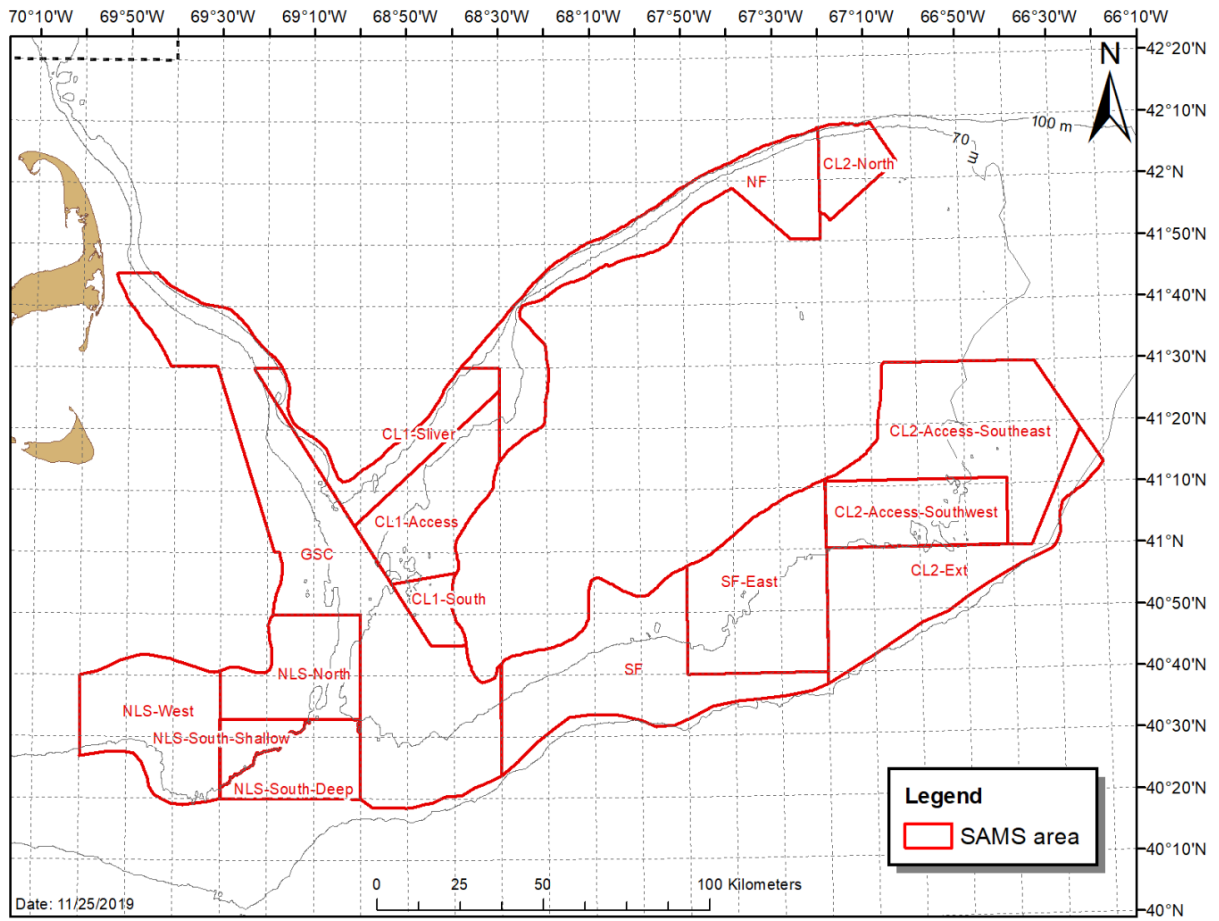 70°10'W 69°50'W 69°30'W 69°10'W 68°50'W 68°30'W 68°10'W 67°50'W 67°30'W 67°10'W 66°50'W 66°30'W 66°10'W
42°20'N
N
42°10'N
100 m
70 m
CL2-North
42°N
NF
41°50'N
41°40'N
41°30'N
41°20'N
CL1-Sliver
CL2-Access-Southeast
41°10'N
CL1-Access
CL2-Access-Southwest
41°N
GSC
SF-East
CL2-Ext
CL1-South
40°50'N
NLS-North
SF
40°40'N
NLS-West
NLS-South-Shallow
40°30'N
NLS-South-Deep
40°20'N
Legend
SAMS area
40°10'N
0 25 50 100 Kilometers
Date: 11/25/2019
40°N